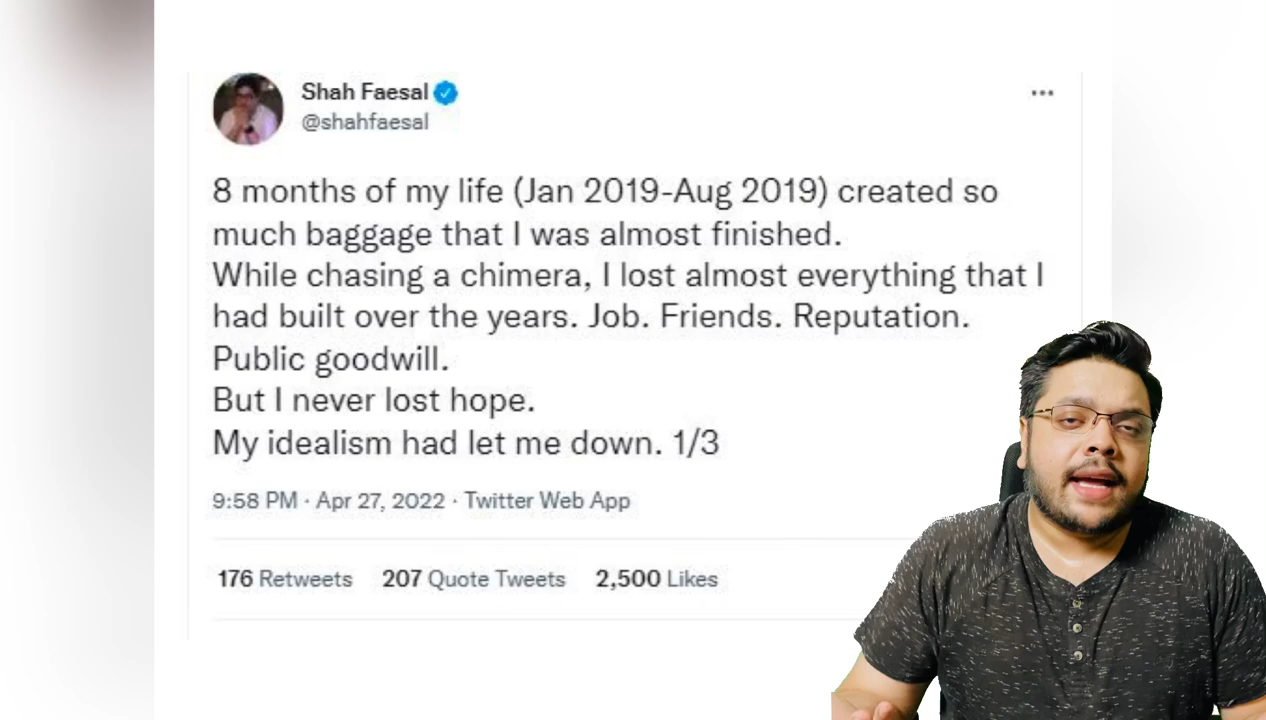 Shah Faesal
@shahfaesal
8 months of my life (Jan 2019-Aug 2019) created so
much baggage that I was almost finished.
While chasing a chimera, I lost almost everything that I
had built over the years. Job. Friends. Reputation.
Public goodwill.
But I never lost hope.
My idealism had let me down. 1/3
9:58 PM · Apr 27, 2022 · Twitter Web App
176 Retweets 207 Quote Tweets 2,500 Likes